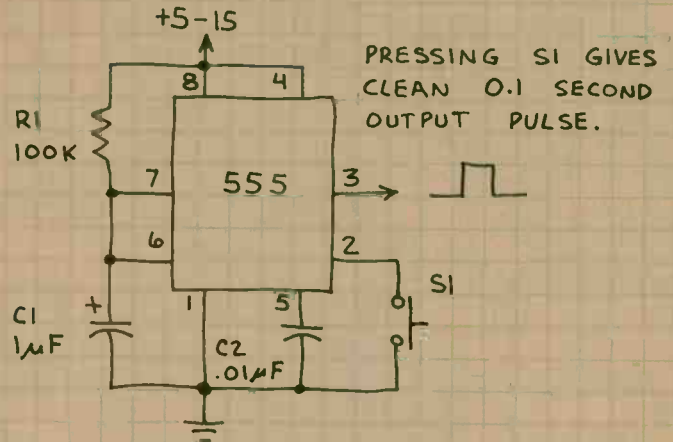 +5-15
PRESSING S1 GIVES
CLEAN 0.1 SECOND
OUTPUT PULSE.
8 4
R1
100K
7 555 3
6 2
S1
1 5
C1 +
1µF
C2
.01µF